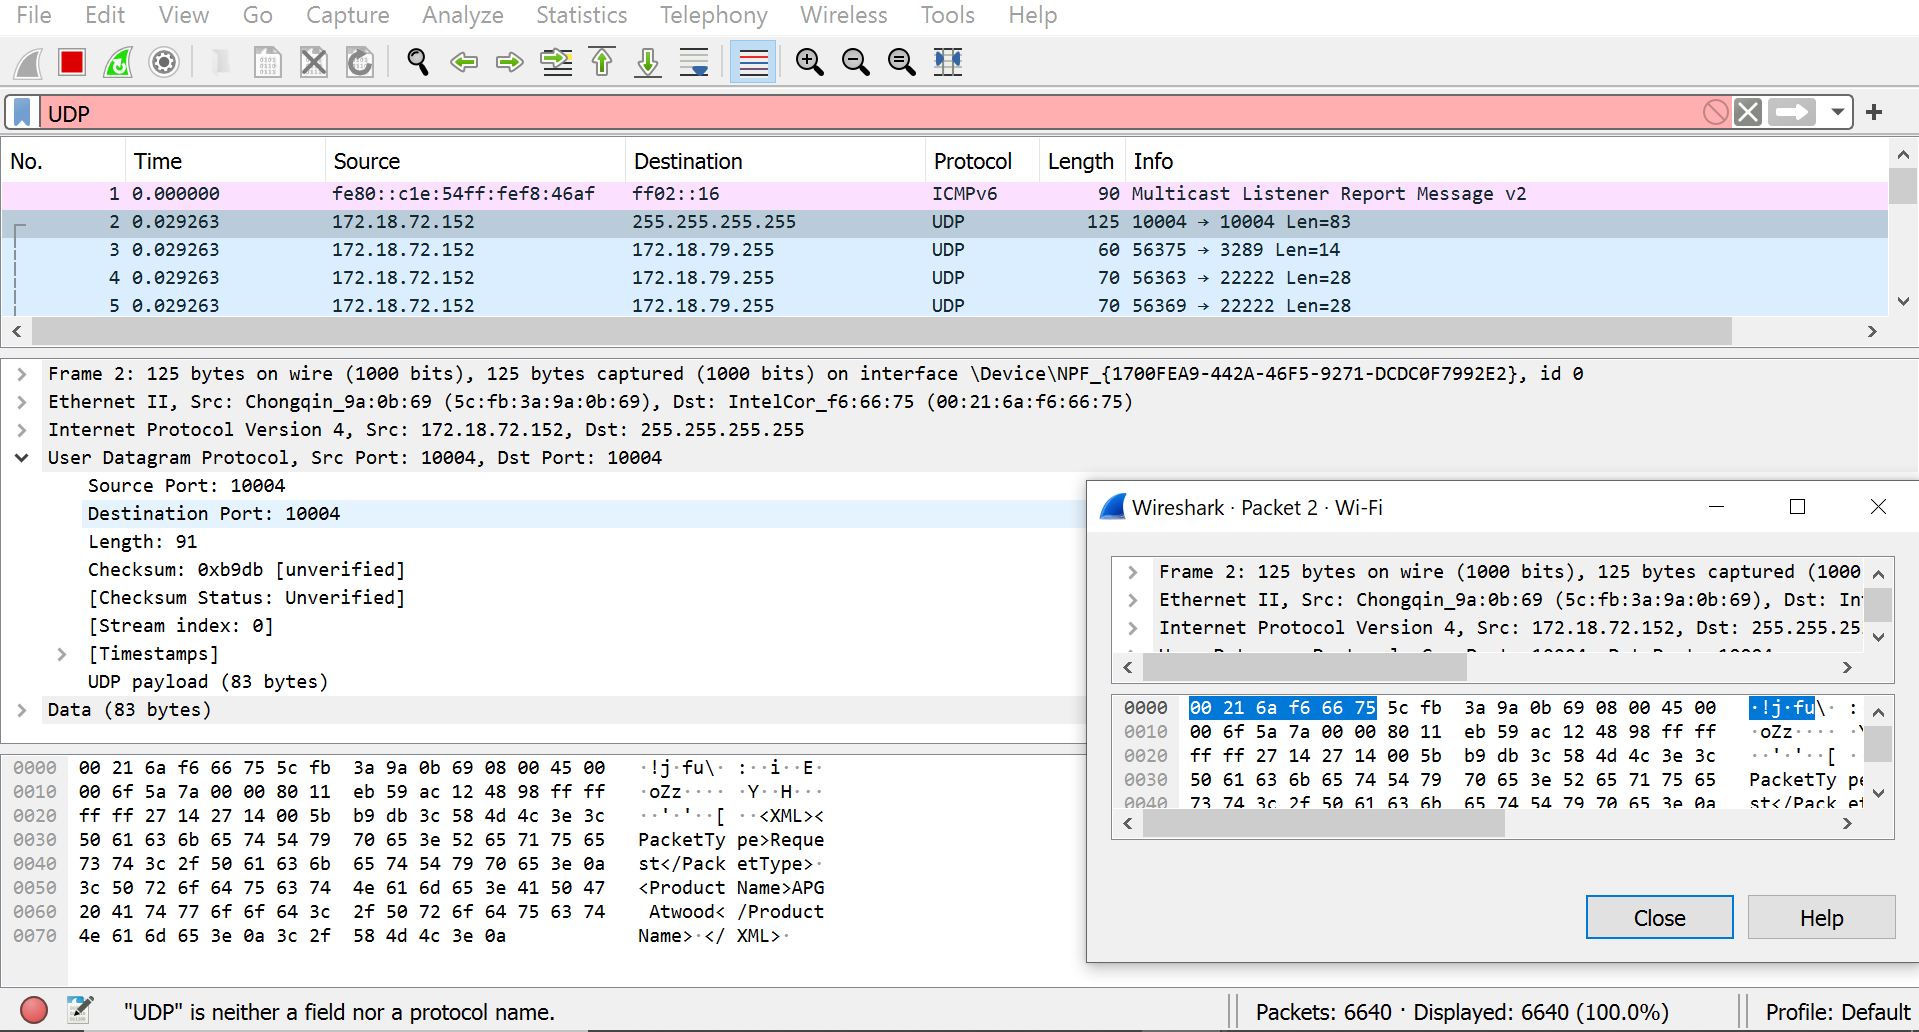 File Edit View Go Capture Analyze Statistics Telephony Wireless Tools Help
UDP
No. Time Source Destination Protocol Length Info
1 0.000000 fe80::c1e:54ff:fef8:46af ff02::16 ICMPv6 90 Multicast Listener Report Message v2
2 0.029263 172.18.72.152 255.255.255.255 UDP 125 10004 → 10004 Len=83
3 0.029263 172.18.72.152 172.18.79.255 UDP 60 56375 → 3289 Len=14
4 0.029263 172.18.72.152 172.18.79.255 UDP 70 56363 → 22222 Len=28
5 0.029263 172.18.72.152 172.18.79.255 UDP 70 56369 → 22222 Len=28
Frame 2: 125 bytes on wire (1000 bits), 125 bytes captured (1000 bits) on interface \Device\NPF_{1700FEA9-442A-46F5-9271-DCDC0F7992E2}, id 0
Ethernet II, Src: Chongqin_9a:0b:69 (5c:fb:3a:9a:0b:69), Dst: IntelCor_f6:66:75 (00:21:6a:f6:66:75)
Internet Protocol Version 4, Src: 172.18.72.152, Dst: 255.255.255.255
User Datagram Protocol, Src Port: 10004, Dst Port: 10004
Source Port: 10004
Destination Port: 10004
Length: 91
Checksum: 0xb9db [unverified]
[Checksum Status: Unverified]
[Stream index: 0]
[Timestamps]
UDP payload (83 bytes)
Data (83 bytes)
0000 00 21 6a f6 66 75 5c fb 3a 9a 0b 69 08 00 45 00 ·!j·fu\· :··i··E·
0010 00 6f 5a 7a 00 00 80 11 eb 59 ac 12 48 98 ff ff ·oZz···· ·Y··H···
0020 ff ff 27 14 27 14 00 5b b9 db 3c 58 4d 4c 3e 3c ··'·'··[ ··<XML><
0030 50 61 63 6b 65 74 54 79 70 65 3e 52 65 71 75 65 PacketTy pe>Reque
0040 73 74 3c 2f 50 61 63 6b 65 74 54 79 70 65 3e 0a st</Pack etType>·
0050 3c 50 72 6f 64 75 63 74 4e 61 6d 65 3e 41 50 47 <Product Name>APG
0060 20 41 74 77 6f 6f 64 3c 2f 50 72 6f 64 75 63 74 Atwood< /Product
0070 4e 61 6d 65 3e 0a 3c 2f 58 4d 4c 3e 0a Name>·</ XML>·
Wireshark · Packet 2 · Wi-Fi
Frame 2: 125 bytes on wire (1000 bits), 125 bytes captured (1000
Ethernet II, Src: Chongqin_9a:0b:69 (5c:fb:3a:9a:0b:69), Dst: In
Internet Protocol Version 4, Src: 172.18.72.152, Dst: 255.255.25
0000 00 21 6a f6 66 75 5c fb 3a 9a 0b 69 08 00 45 00 ·!j·fu\· :
0010 00 6f 5a 7a 00 00 80 11 eb 59 ac 12 48 98 ff ff ·oZz····
0020 ff ff 27 14 27 14 00 5b b9 db 3c 58 4d 4c 3e 3c ··'·'··[ ·
0030 50 61 63 6b 65 74 54 79 70 65 3e 52 65 71 75 65 PacketTy pe
0040 73 74 3c 2f 50 61 63 6b 65 74 54 79 70 65 3e 0a st</Pack et
Close Help
"UDP" is neither a field nor a protocol name. Packets: 6640 · Displayed: 6640 (100.0%) Profile: Default